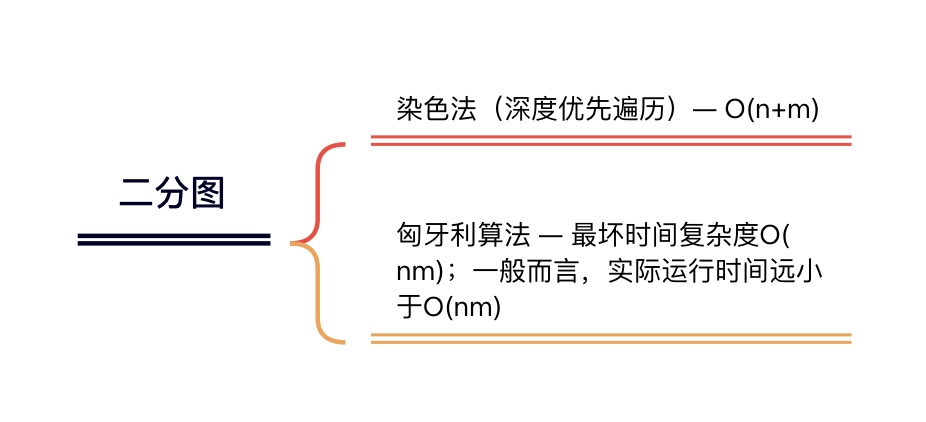 染色法（深度优先遍历）— O(n+m)
二分图
匈牙利算法 — 最坏时间复杂度O(
nm)；一般而言，实际运行时间远小
于O(nm)